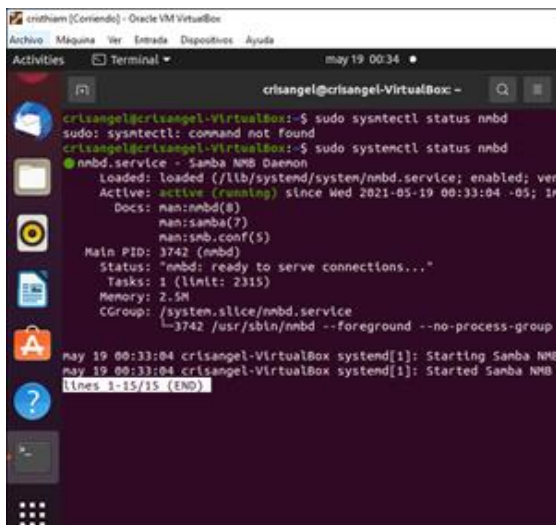 cristhiam [Corriendo] - Oracle VM VirtualBox
Archivo Máquina Ver Entrada Dispositivos Ayuda
Activities Terminal may 19 00:34
crisangel@crisangel-VirtualBox: ~
crisangel@crisangel-VirtualBox:~$ sudo sysmtectl status nmbd
sudo: sysmtectl: command not found
crisangel@crisangel-VirtualBox:~$ sudo systemctl status nmbd
● nmbd.service - Samba NMB Daemon
Loaded: loaded (/lib/systemd/system/nmbd.service; enabled; ven
Active: active (running) since Wed 2021-05-19 00:33:04 -05; 1m
Docs: man:nmbd(8)
man:samba(7)
man:smb.conf(5)
Main PID: 3742 (nmbd)
Status: "nmbd: ready to serve connections..."
Tasks: 1 (limit: 2315)
Memory: 2.5M
CGroup: /system.slice/nmbd.service
└─3742 /usr/sbin/nmbd --foreground --no-process-group
may 19 00:33:04 crisangel-VirtualBox systemd[1]: Starting Samba NMB
may 19 00:33:04 crisangel-VirtualBox systemd[1]: Started Samba NMB
lines 1-15/15 (END)